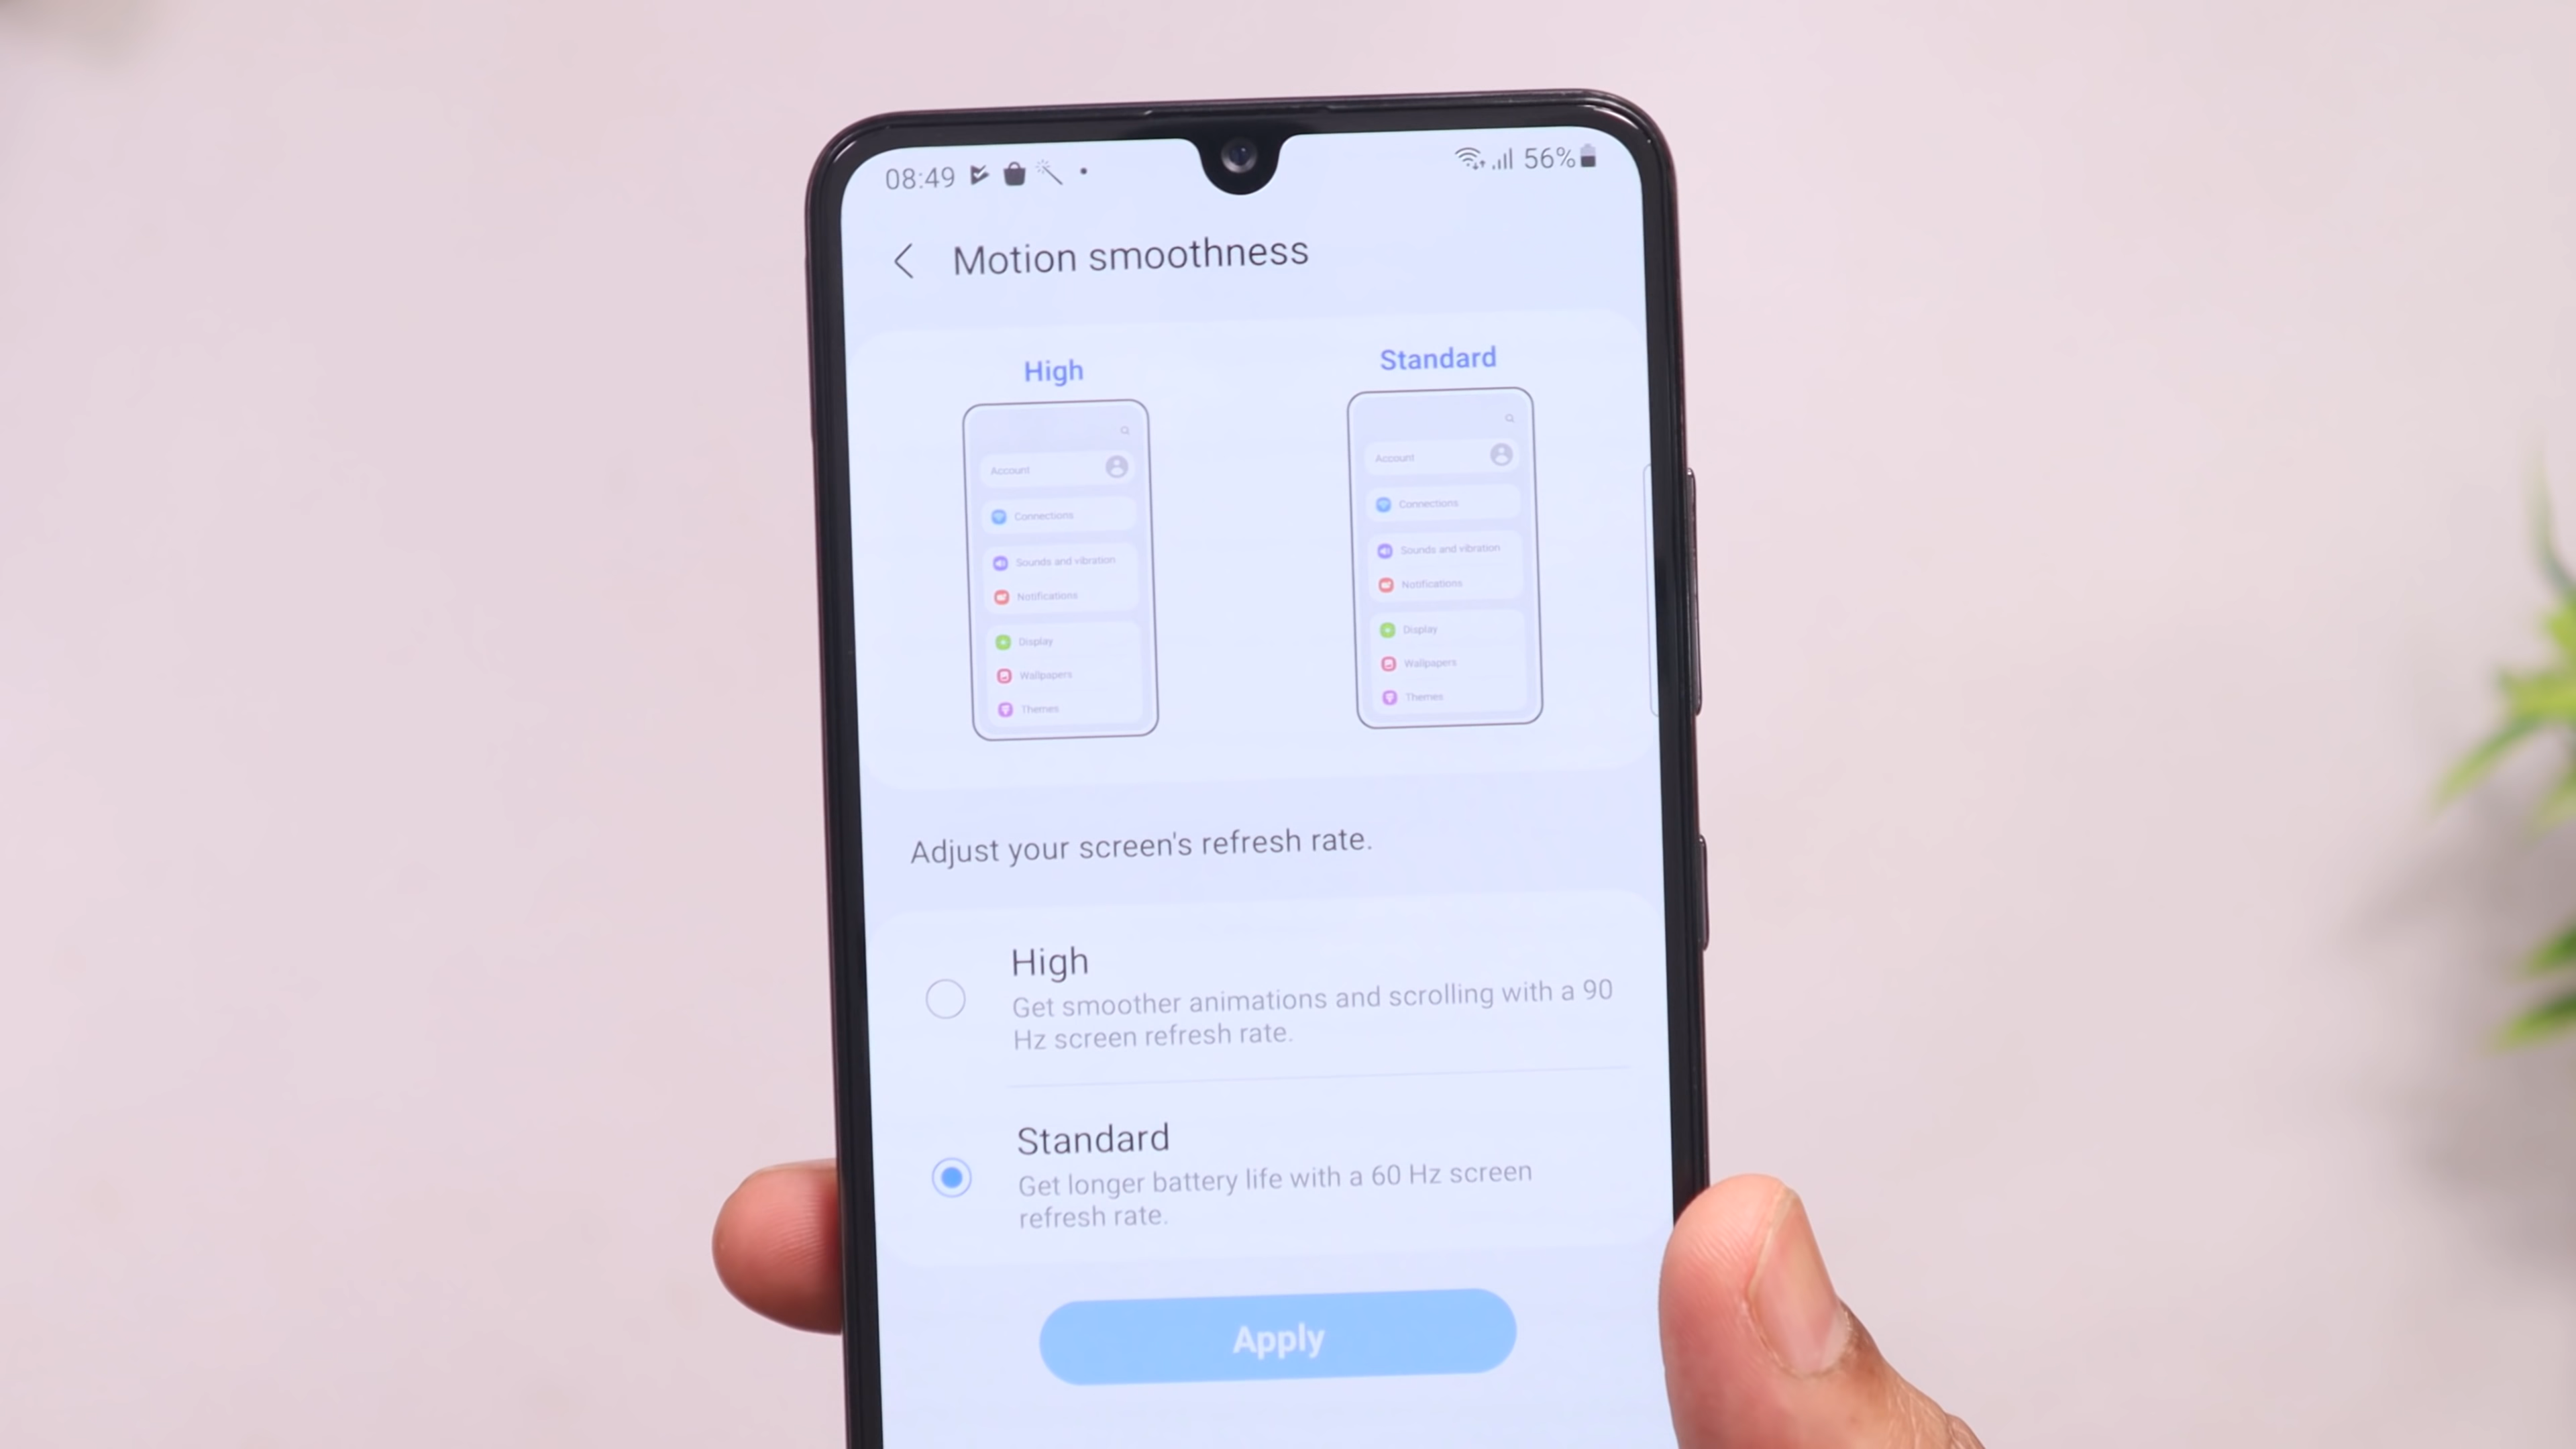 08:49
56%
Motion smoothness
High
Standard
Account
Connections
Sounds and vibration
Notifications
Display
Wallpapers
Themes
Account
Connections
Sounds and vibration
Notifications
Display
Wallpapers
Themes
Adjust your screen's refresh rate.
High
Get smoother animations and scrolling with a 90
Hz screen refresh rate.
Standard
Get longer battery life with a 60 Hz screen
refresh rate.
Apply